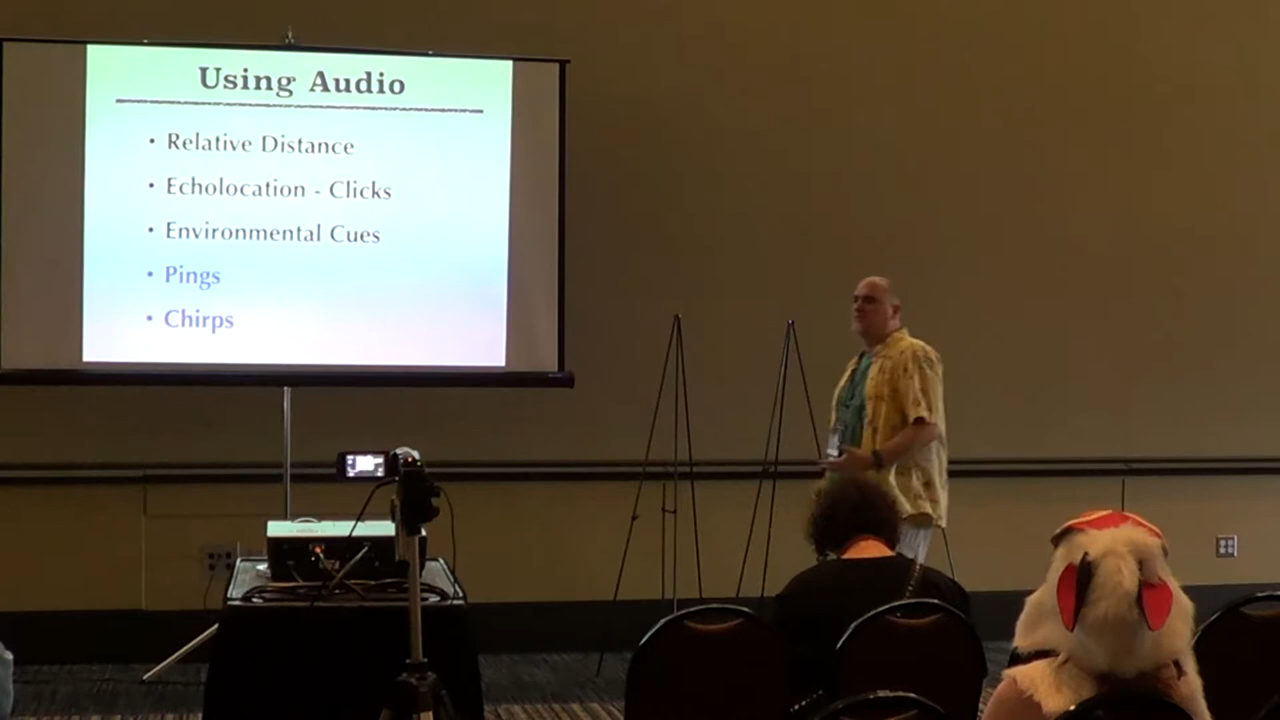 Using Audio
• Relative Distance
• Echolocation - Clicks
• Environmental Cues
• Pings
• Chirps